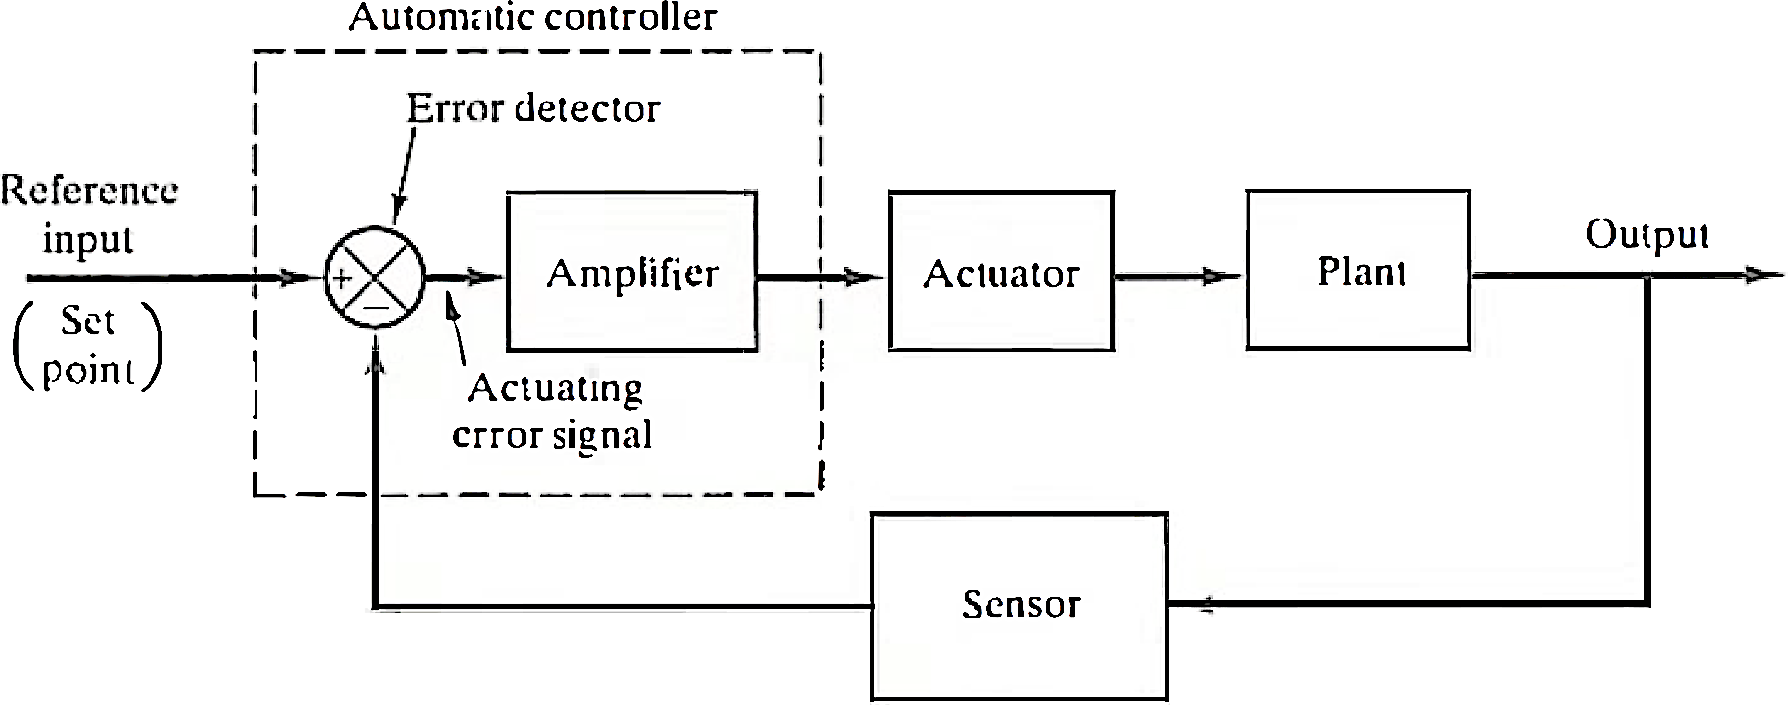 Automatic controller
Error detector
Reference
input
(Set
point)
+
−
Amplifier
Actuator
Plant
Output
Actuating
error signal
Sensor